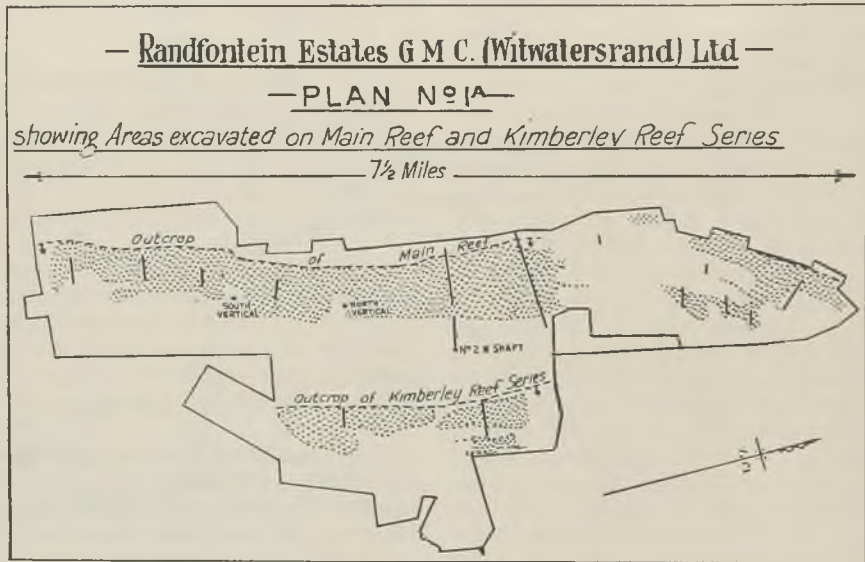 — Randfontein Estates G M C. (Witwatersrand) Ltd —
— PLAN Nº 1A —
showing Areas excavated on Main Reef and Kimberley Reef Series
7½ Miles
Outcrop of Main Reef
SOUTH VERTICAL
NORTH VERTICAL
Nº 2 N SHAFT
Outcrop of Kimberley Reef Series